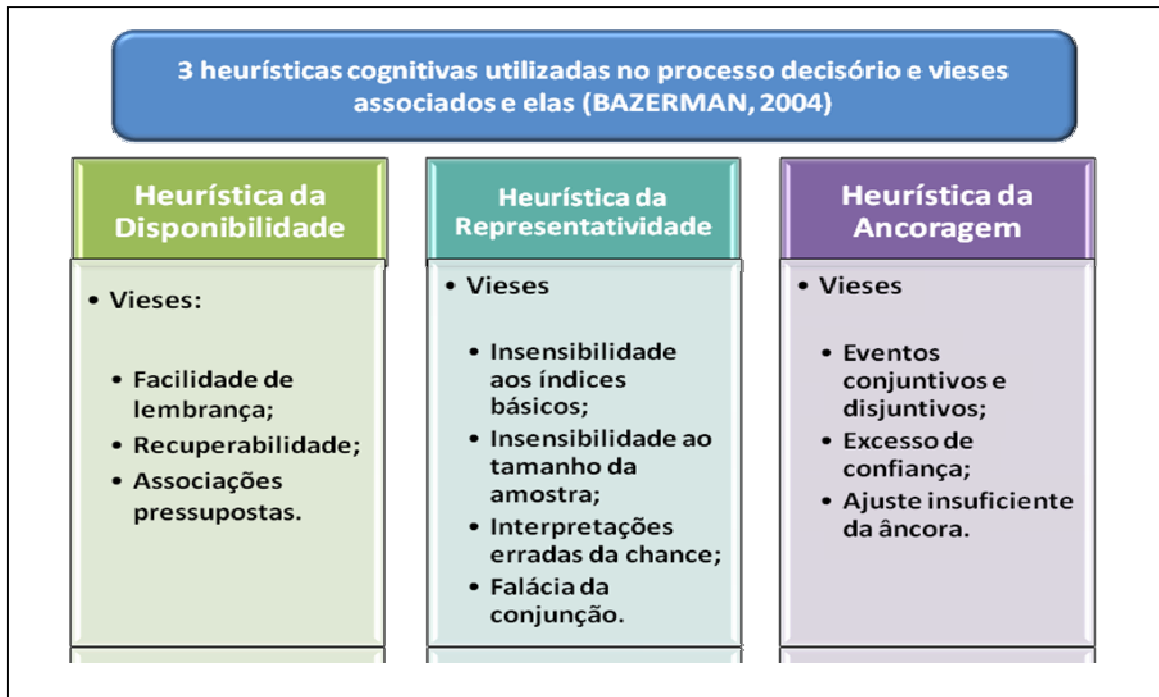 3 heurísticas cognitivas utilizadas no processo decisório e vieses
associados e elas (BAZERMAN, 2004)
Heurística da
Disponibilidade
• Vieses:
• Facilidade de
lembrança;
• Recuperabilidade;
• Associações
pressupostas.
Heurística da
Representatividade
• Vieses
• Insensibilidade
aos índices
básicos;
• Insensibilidade ao
tamanho da
amostra;
• Interpretações
erradas da chance;
• Falácia da
conjunção.
Heurística da
Ancoragem
• Vieses
• Eventos
conjuntivos e
disjuntivos;
• Excesso de
confiança;
• Ajuste insuficiente
da âncora.